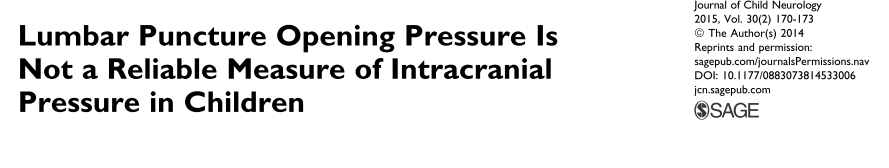 Lumbar Puncture Opening Pressure Is
Not a Reliable Measure of Intracranial
Pressure in Children
Journal of Child Neurology
2015, Vol. 30(2) 170-173
© The Author(s) 2014
Reprints and permission:
sagepub.com/journalsPermissions.nav
DOI: 10.1177/0883073814533006
jcn.sagepub.com
SAGE